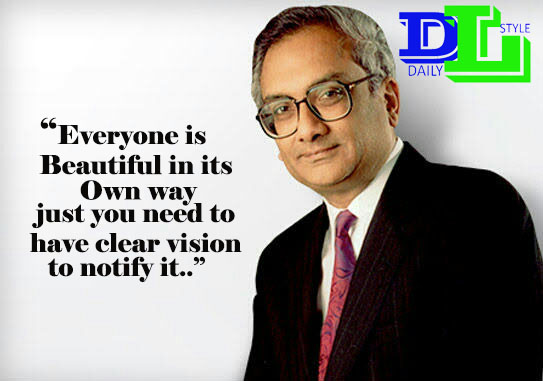 DL
STYLE
DAILY
“Everyone is
Beautiful in its
Own way
just you need to
have clear vision
to notify it..”